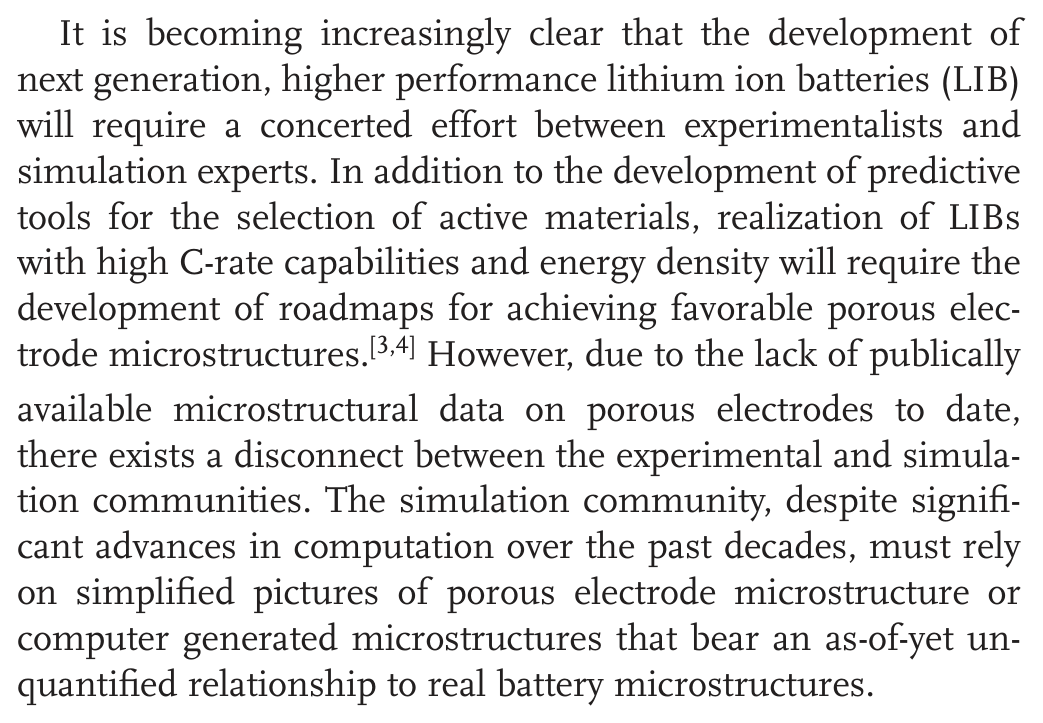 It is becoming increasingly clear that the development of
next generation, higher performance lithium ion batteries (LIB)
will require a concerted effort between experimentalists and
simulation experts. In addition to the development of predictive
tools for the selection of active materials, realization of LIBs
with high C-rate capabilities and energy density will require the
development of roadmaps for achieving favorable porous elec-
trode microstructures.[3,4] However, due to the lack of publically
available microstructural data on porous electrodes to date,
there exists a disconnect between the experimental and simula-
tion communities. The simulation community, despite signifi-
cant advances in computation over the past decades, must rely
on simplified pictures of porous electrode microstructure or
computer generated microstructures that bear an as-of-yet un-
quantified relationship to real battery microstructures.